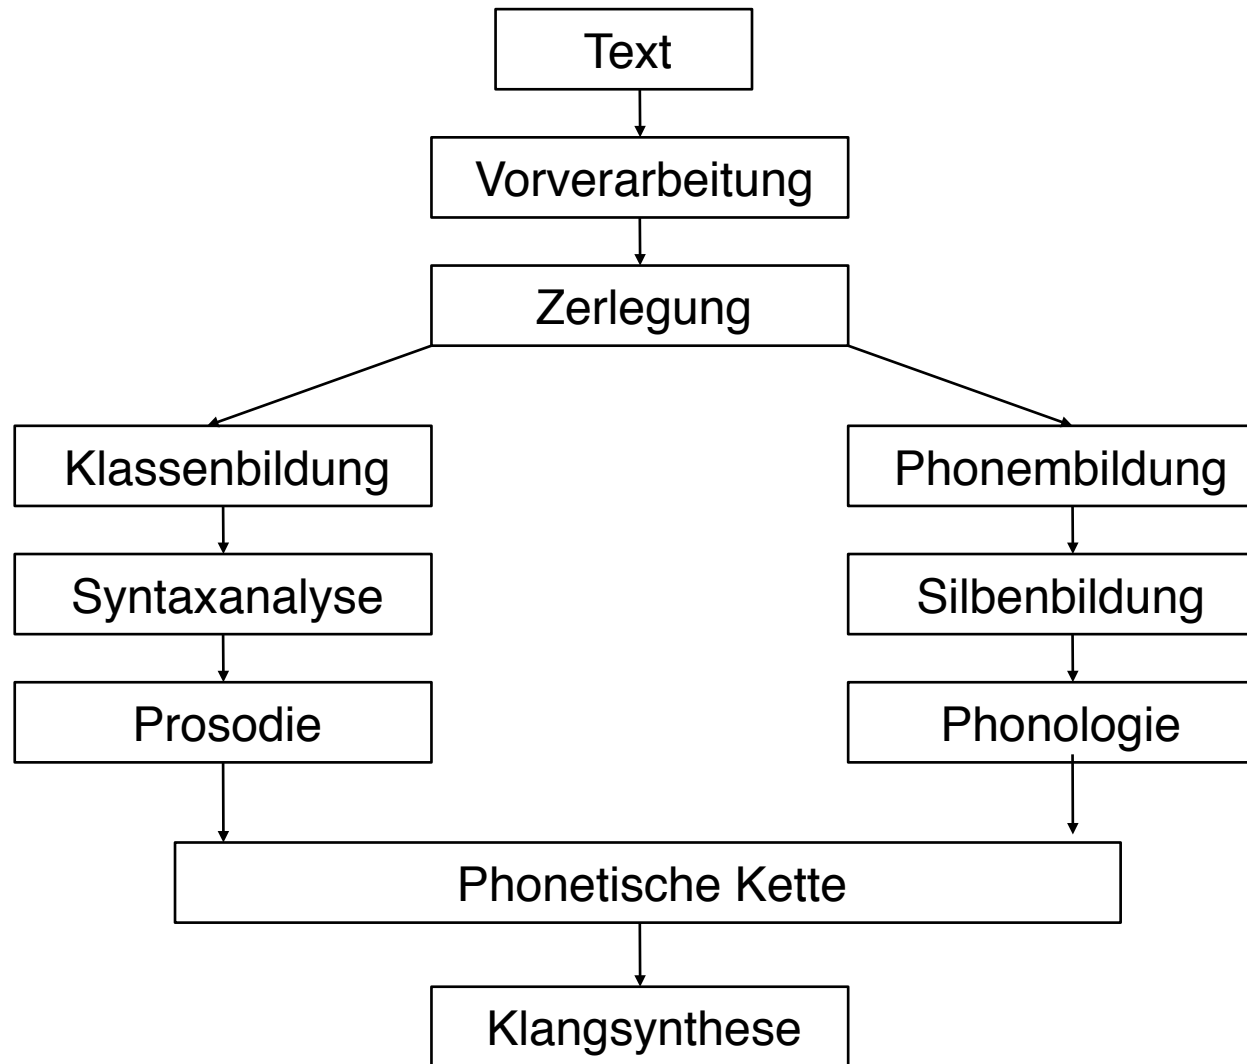 Text
Vorverarbeitung
Zerlegung
Klassenbildung
Phonembildung
Syntaxanalyse
Silbenbildung
Prosodie
Phonologie
Phonetische Kette
Klangsynthese